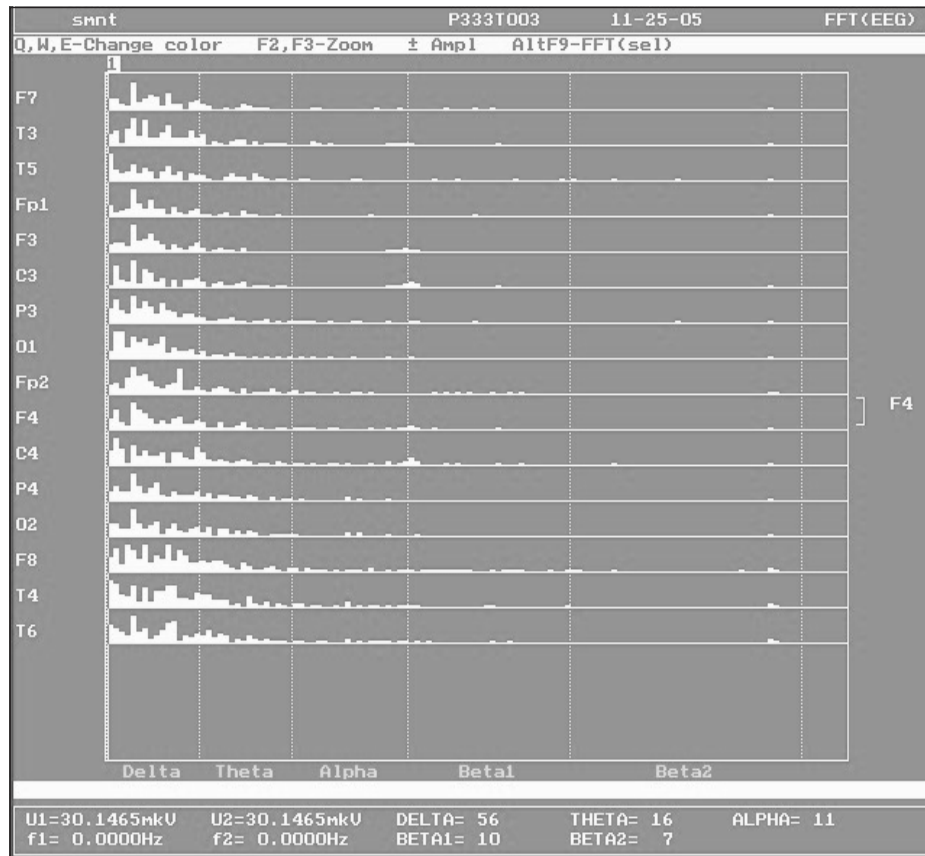 smnt P333T003 11-25-05 FFT(EEG)
Q,W,E-Change color F2,F3-Zoom ± Ampl AltF9-FFT(sel)
1
F7
T3
T5
Fp1
F3
C3
P3
O1
Fp2
F4 F4
C4
P4
O2
F8
T4
T6
Delta Theta Alpha Beta1 Beta2
U1=30.1465mkU U2=30.1465mkU DELTA= 56 THETA= 16 ALPHA= 11
f1= 0.0000Hz f2= 0.0000Hz BETA1= 10 BETA2= 7